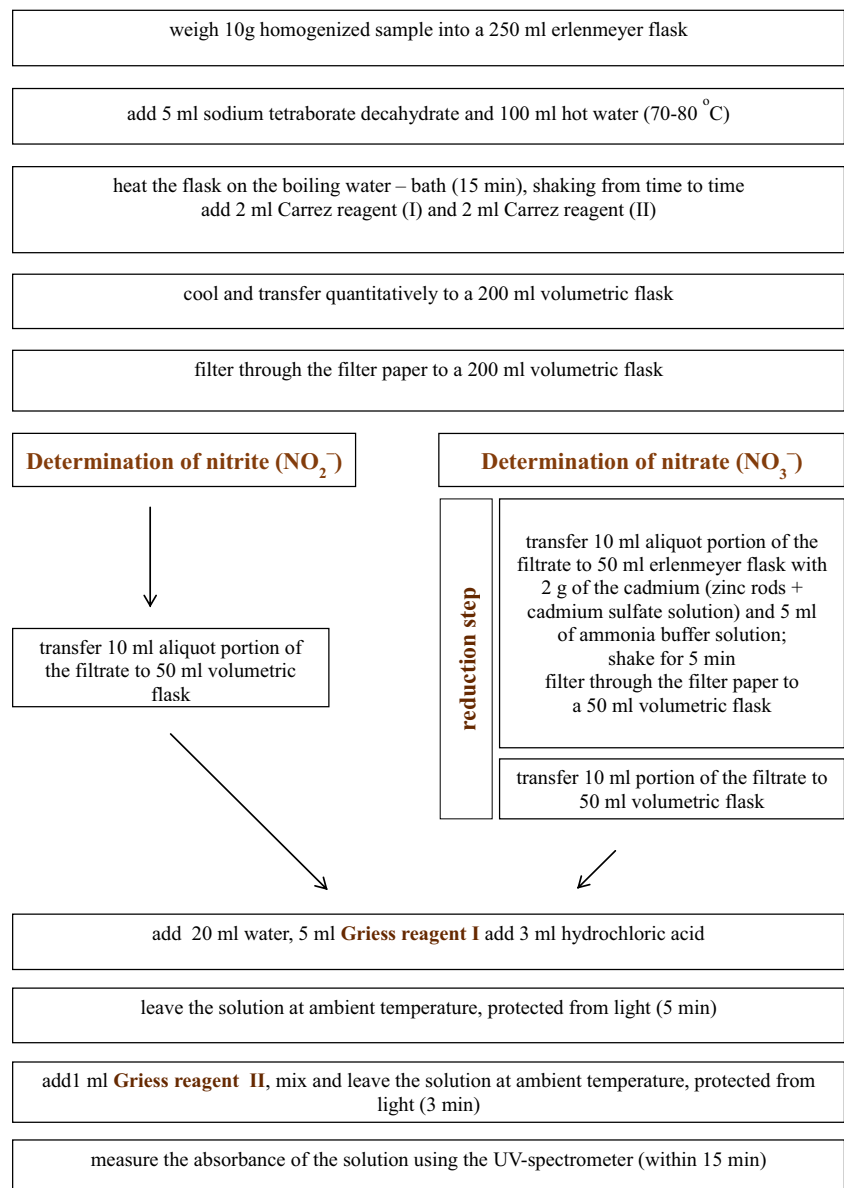 weigh 10g homogenized sample into a 250 ml erlenmeyer flask
add 5 ml sodium tetraborate decahydrate and 100 ml hot water (70-80 °C)
heat the flask on the boiling water – bath (15 min), shaking from time to time
add 2 ml Carrez reagent (I) and 2 ml Carrez reagent (II)
cool and transfer quantitatively to a 200 ml volumetric flask
filter through the filter paper to a 200 ml volumetric flask
Determination of nitrite (NO₂⁻)
transfer 10 ml aliquot portion of
the filtrate to 50 ml volumetric
flask
Determination of nitrate (NO₃⁻)
reduction step
transfer 10 ml aliquot portion of the
filtrate to 50 ml erlenmeyer flask with
2 g of the cadmium (zinc rods +
cadmium sulfate solution) and 5 ml
of ammonia buffer solution;
shake for 5 min
filter through the filter paper to
a 50 ml volumetric flask
transfer 10 ml portion of the filtrate to
50 ml volumetric flask
add 20 ml water, 5 ml Griess reagent I add 3 ml hydrochloric acid
leave the solution at ambient temperature, protected from light (5 min)
add1 ml Griess reagent II, mix and leave the solution at ambient temperature, protected from
light (3 min)
measure the absorbance of the solution using the UV-spectrometer (within 15 min)